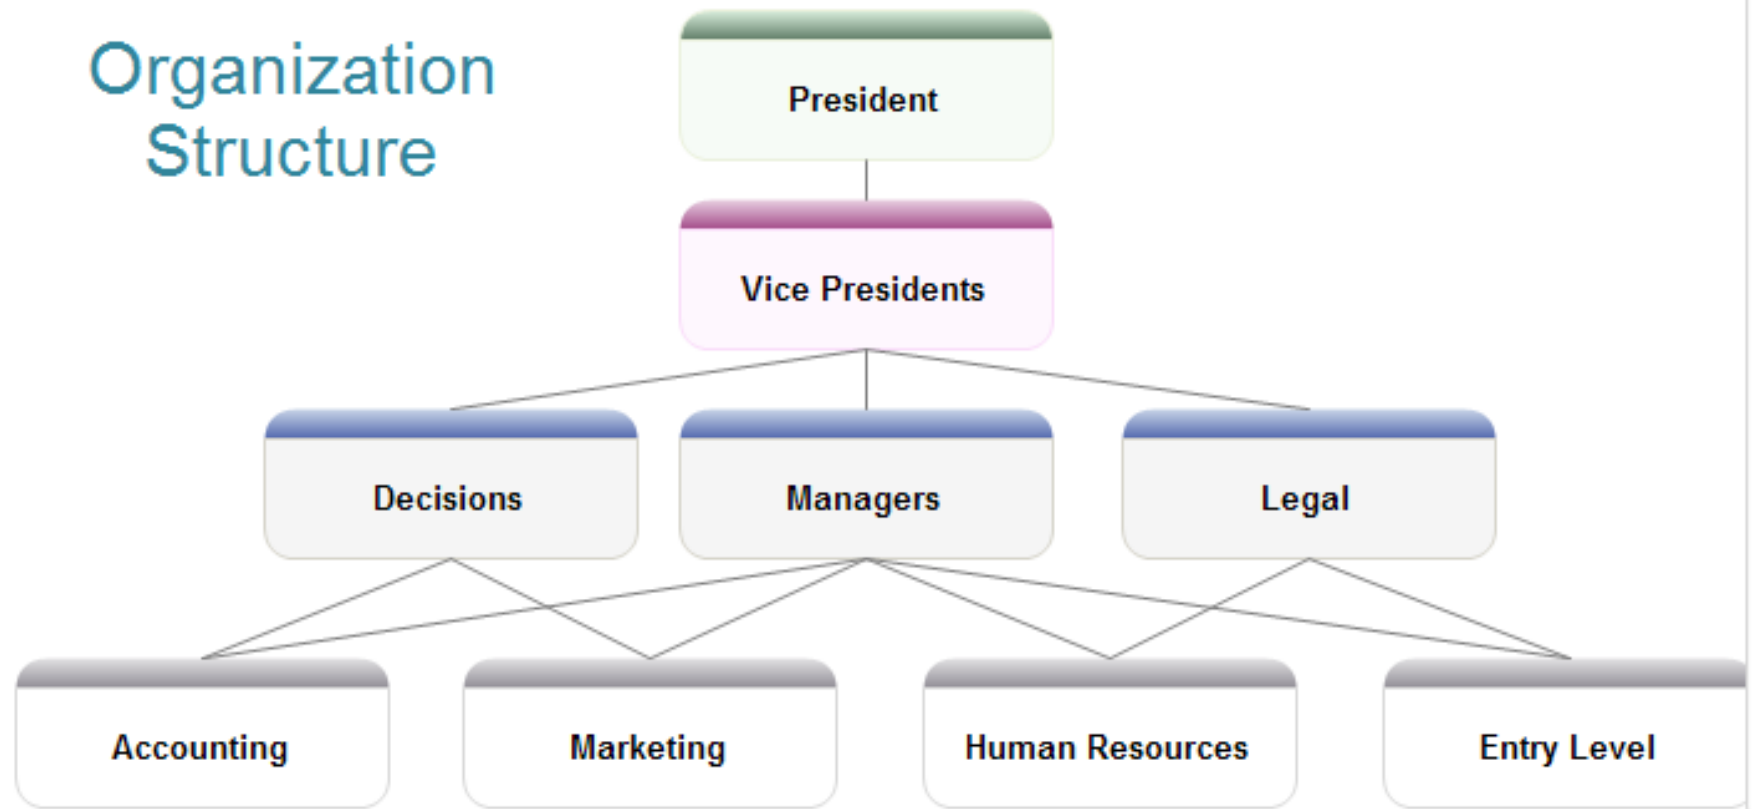 Organization
Structure
President
Vice Presidents
Decisions
Managers
Legal
Accounting
Marketing
Human Resources
Entry Level